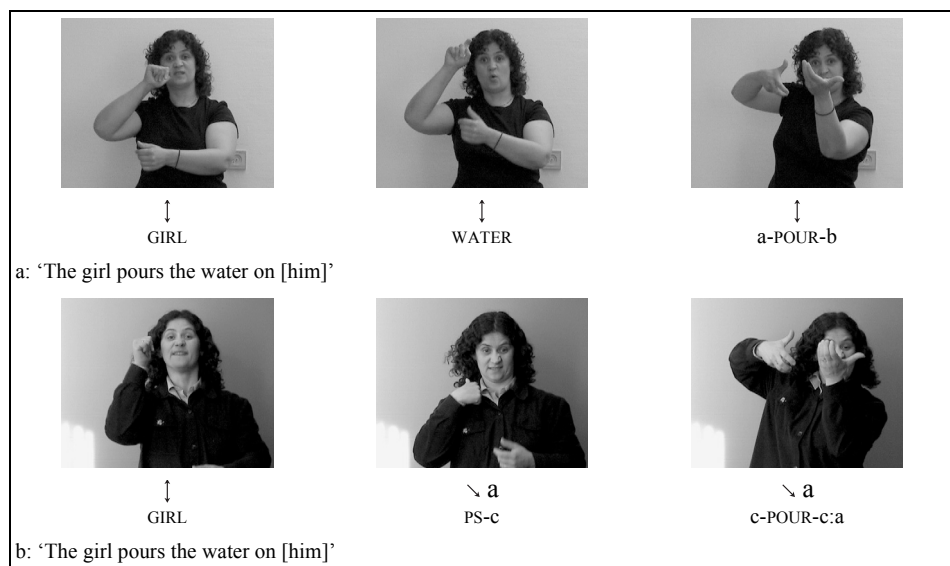 ↕ ↕ ↕
GIRL WATER a-POUR-b
a: ‘The girl pours the water on [him]’
↕ ↘ a ↘ a
GIRL PS-c c-POUR-c:a
b: ‘The girl pours the water on [him]’